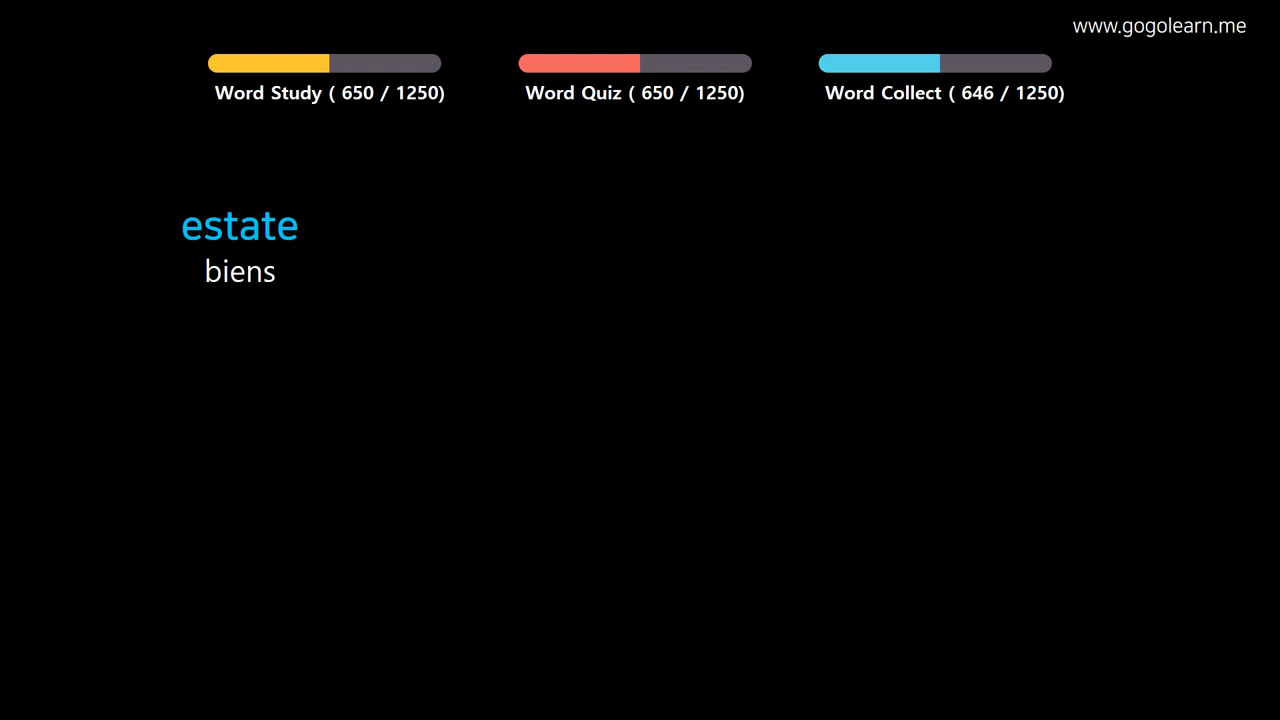 www.gogolearn.me
Word Study ( 650 / 1250)
Word Quiz ( 650 / 1250)
Word Collect ( 646 / 1250)
estate
biens